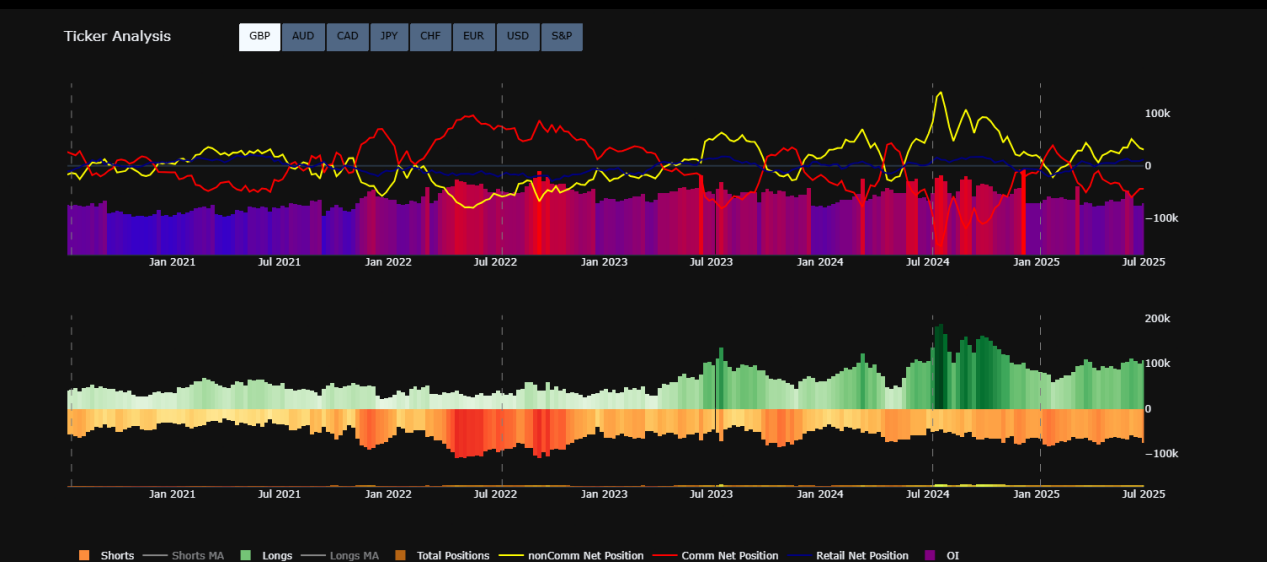 Ticker Analysis
GBP AUD CAD JPY CHF EUR USD S&P
100k
0
−100k
Jan 2021 Jul 2021 Jan 2022 Jul 2022 Jan 2023 Jul 2023 Jan 2024 Jul 2024 Jan 2025 Jul 2025
200k
100k
0
−100k
Jan 2021 Jul 2021 Jan 2022 Jul 2022 Jan 2023 Jul 2023 Jan 2024 Jul 2024 Jan 2025 Jul 2025
Shorts Shorts MA Longs Longs MA Total Positions nonComm Net Position Comm Net Position Retail Net Position OI